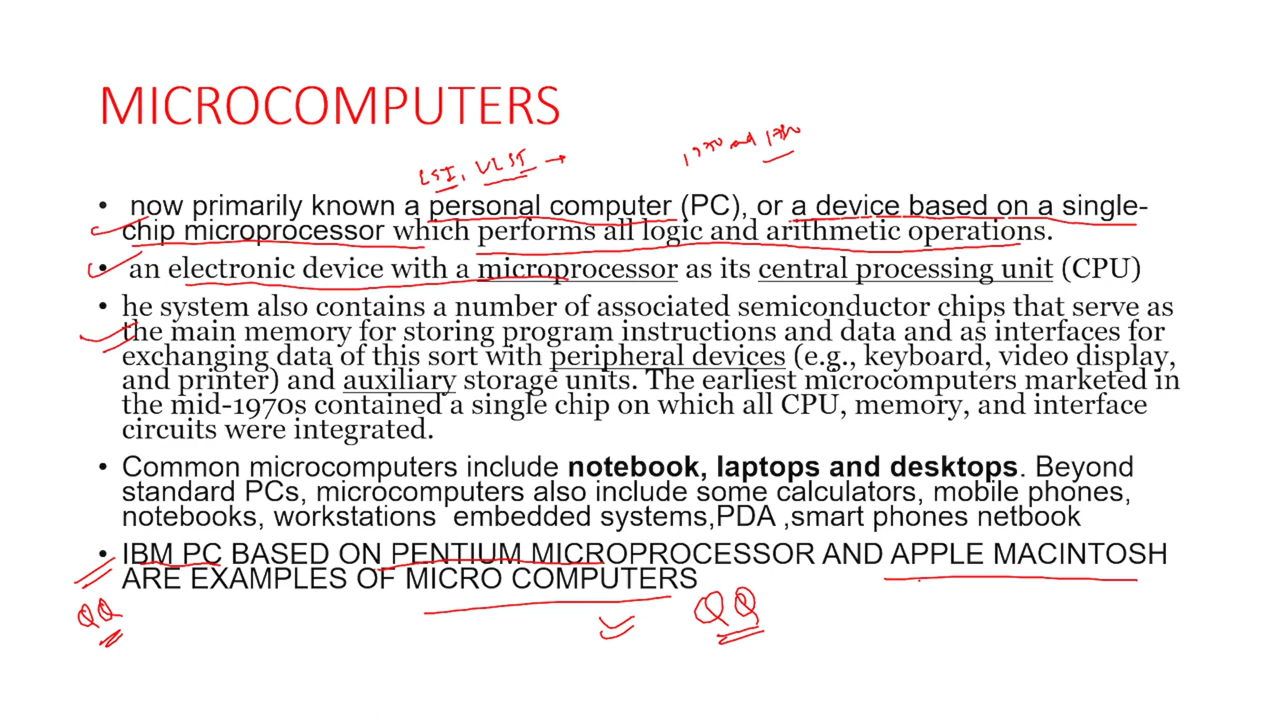 MICROCOMPUTERS
LSI, VLSI → 1970 and 1980
• now primarily known a personal computer (PC), or a device based on a single-
chip microprocessor which performs all logic and arithmetic operations.
• an electronic device with a microprocessor as its central processing unit (CPU)
• he system also contains a number of associated semiconductor chips that serve as
the main memory for storing program instructions and data and as interfaces for
exchanging data of this sort with peripheral devices (e.g., keyboard, video display,
and printer) and auxiliary storage units. The earliest microcomputers marketed in
the mid-1970s contained a single chip on which all CPU, memory, and interface
circuits were integrated.
• Common microcomputers include notebook, laptops and desktops. Beyond
standard PCs, microcomputers also include some calculators, mobile phones,
notebooks, workstations embedded systems,PDA ,smart phones netbook
• IBM PC BASED ON PENTIUM MICROPROCESSOR AND APPLE MACINTOSH
ARE EXAMPLES OF MICRO COMPUTERS
QQ QQ